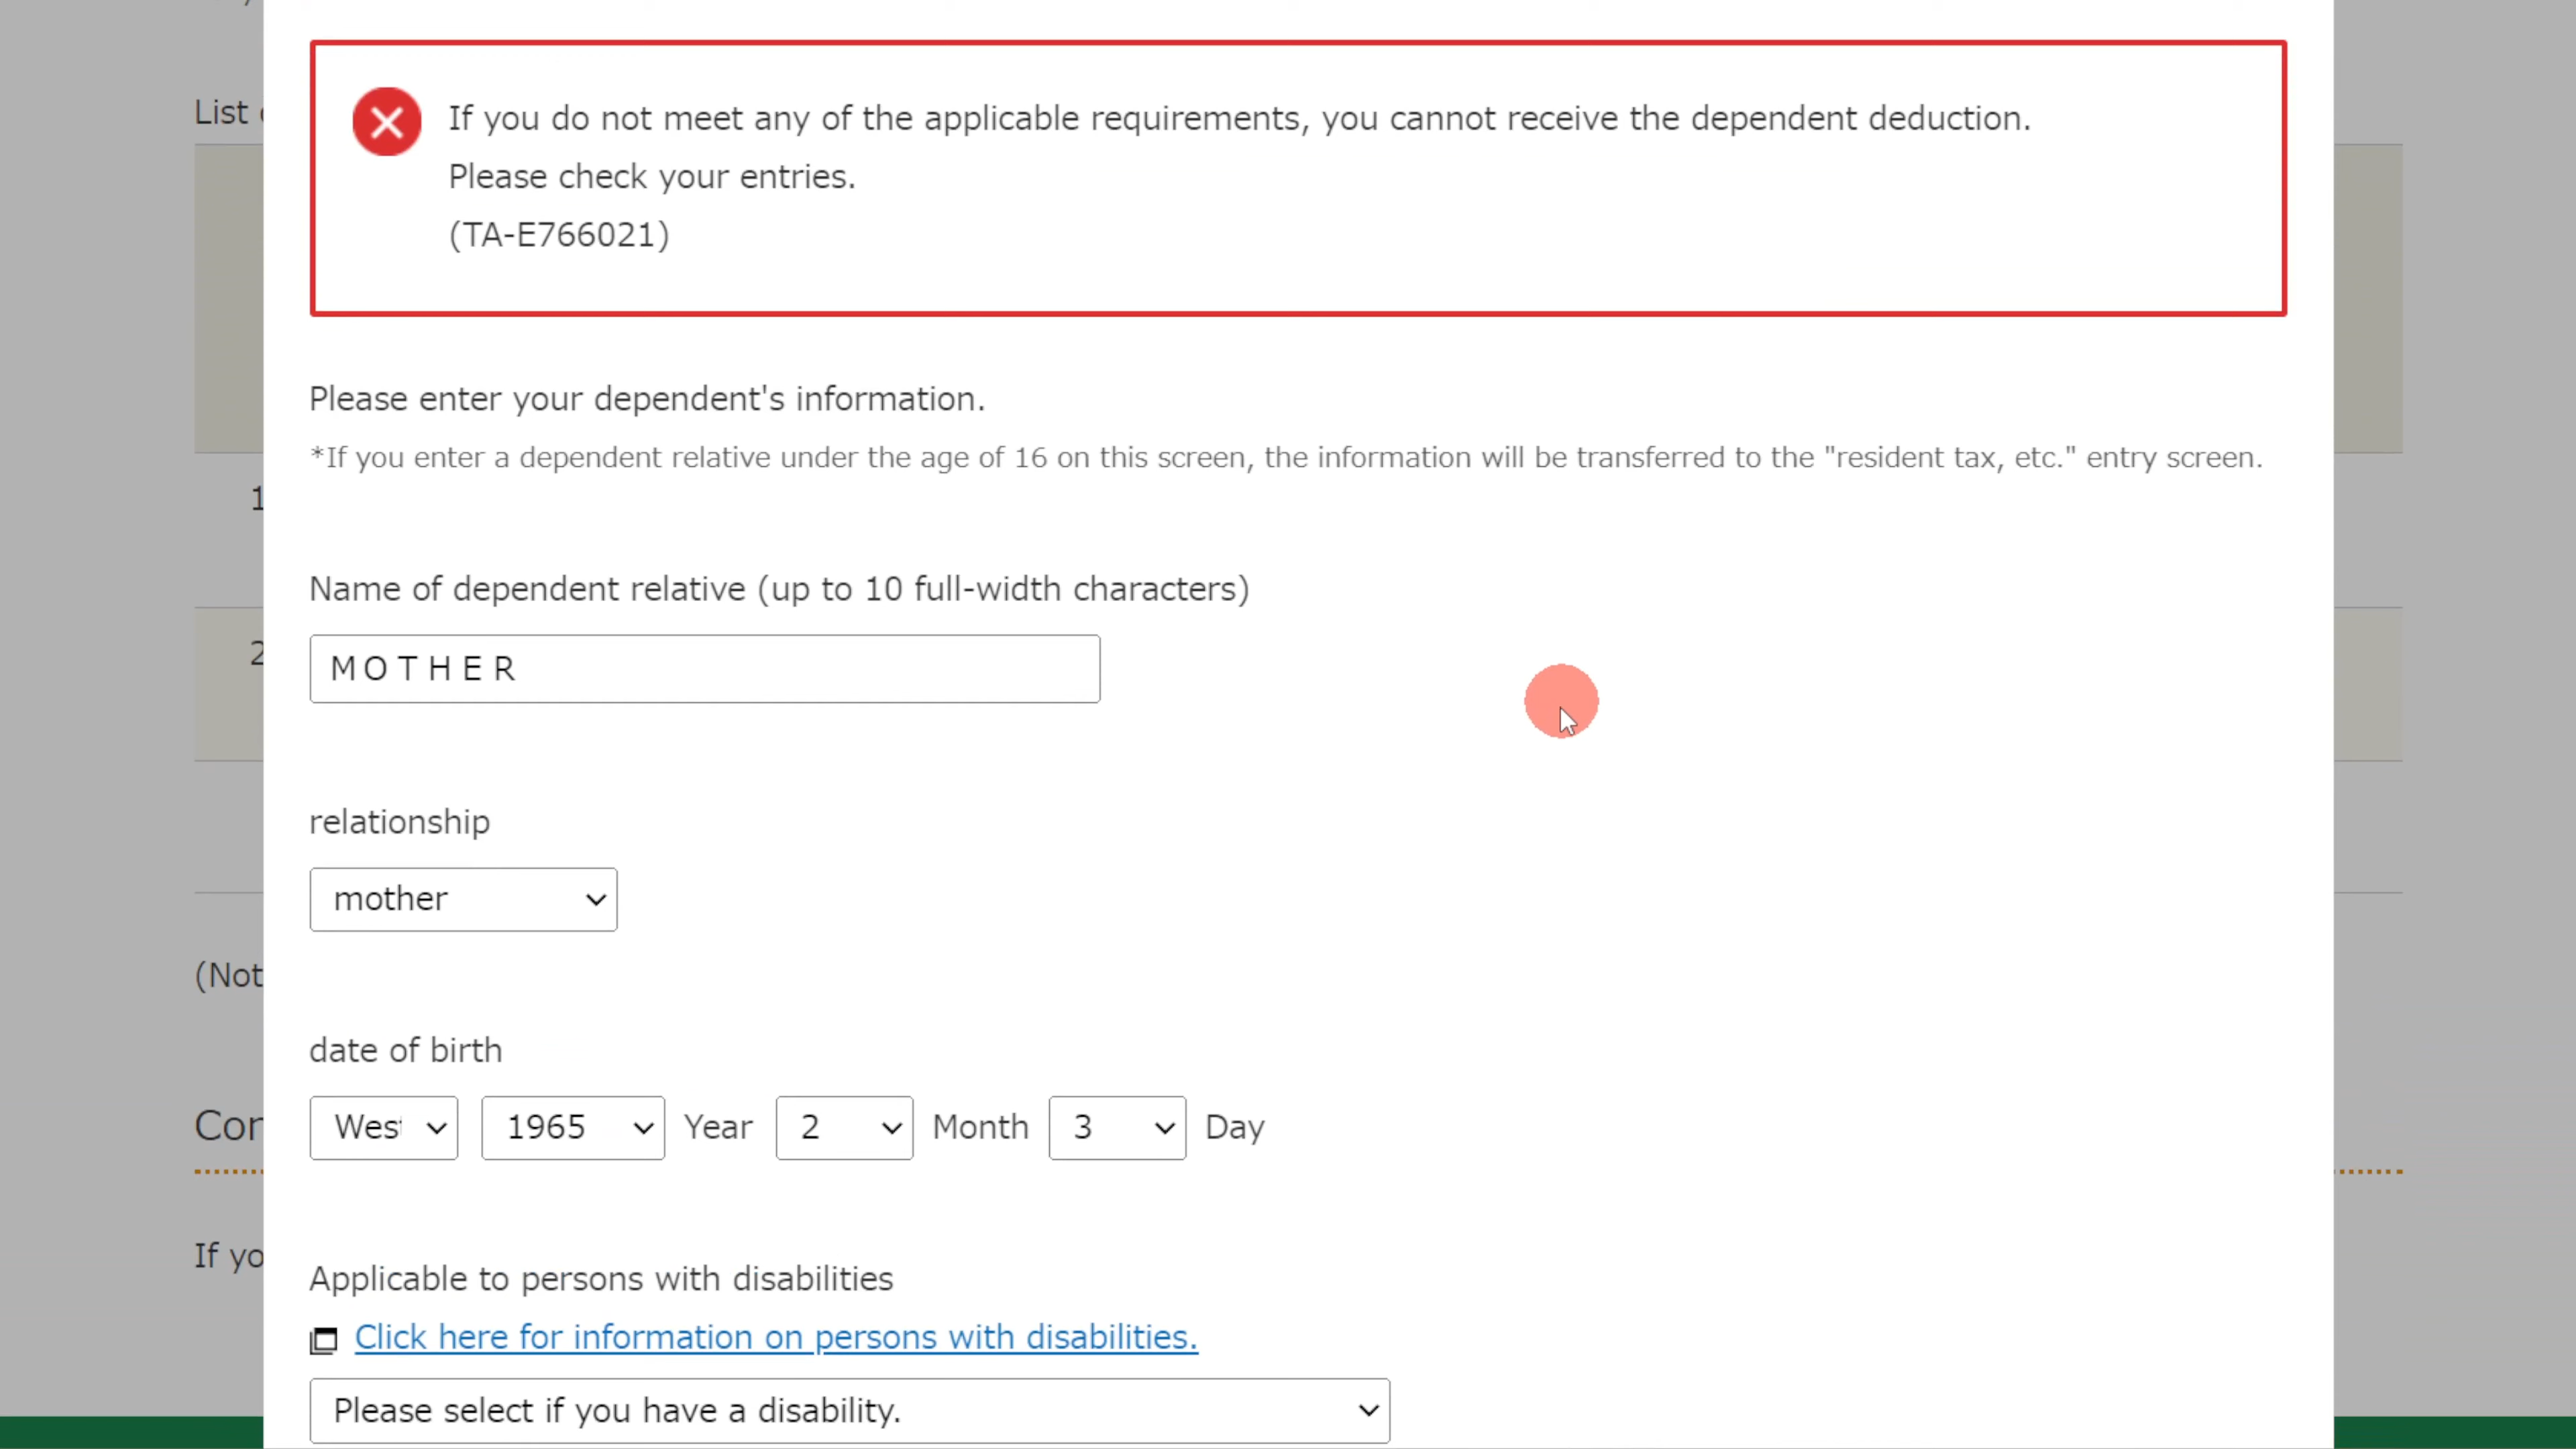 List
If you do not meet any of the applicable requirements, you cannot receive the dependent deduction.
Please check your entries.
(TA-E766021)
Please enter your dependent's information.
*If you enter a dependent relative under the age of 16 on this screen, the information will be transferred to the "resident tax, etc." entry screen.
1
Name of dependent relative (up to 10 full-width characters)
2
ＭＯＴＨＥＲ
relationship
mother
(Not
date of birth
Con
West
1965 Year 2 Month 3 Day
If yo
Applicable to persons with disabilities
Click here for information on persons with disabilities.
Please select if you have a disability.